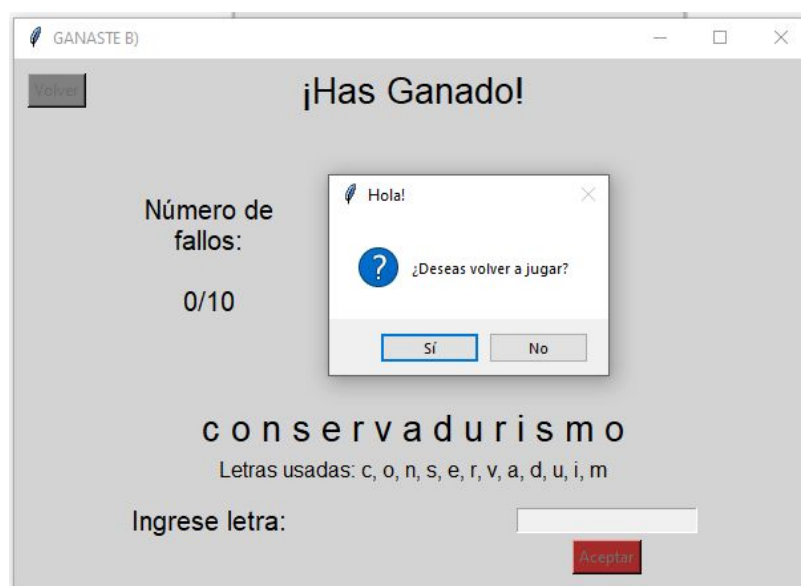 GANASTE B)
Volver
¡Has Ganado!
Hola!
Número de
fallos:
¿Deseas volver a jugar?
0/10
Sí
No
c o n s e r v a d u r i s m o
Letras usadas: c, o, n, s, e, r, v, a, d, u, i, m
Ingrese letra:
Aceptar